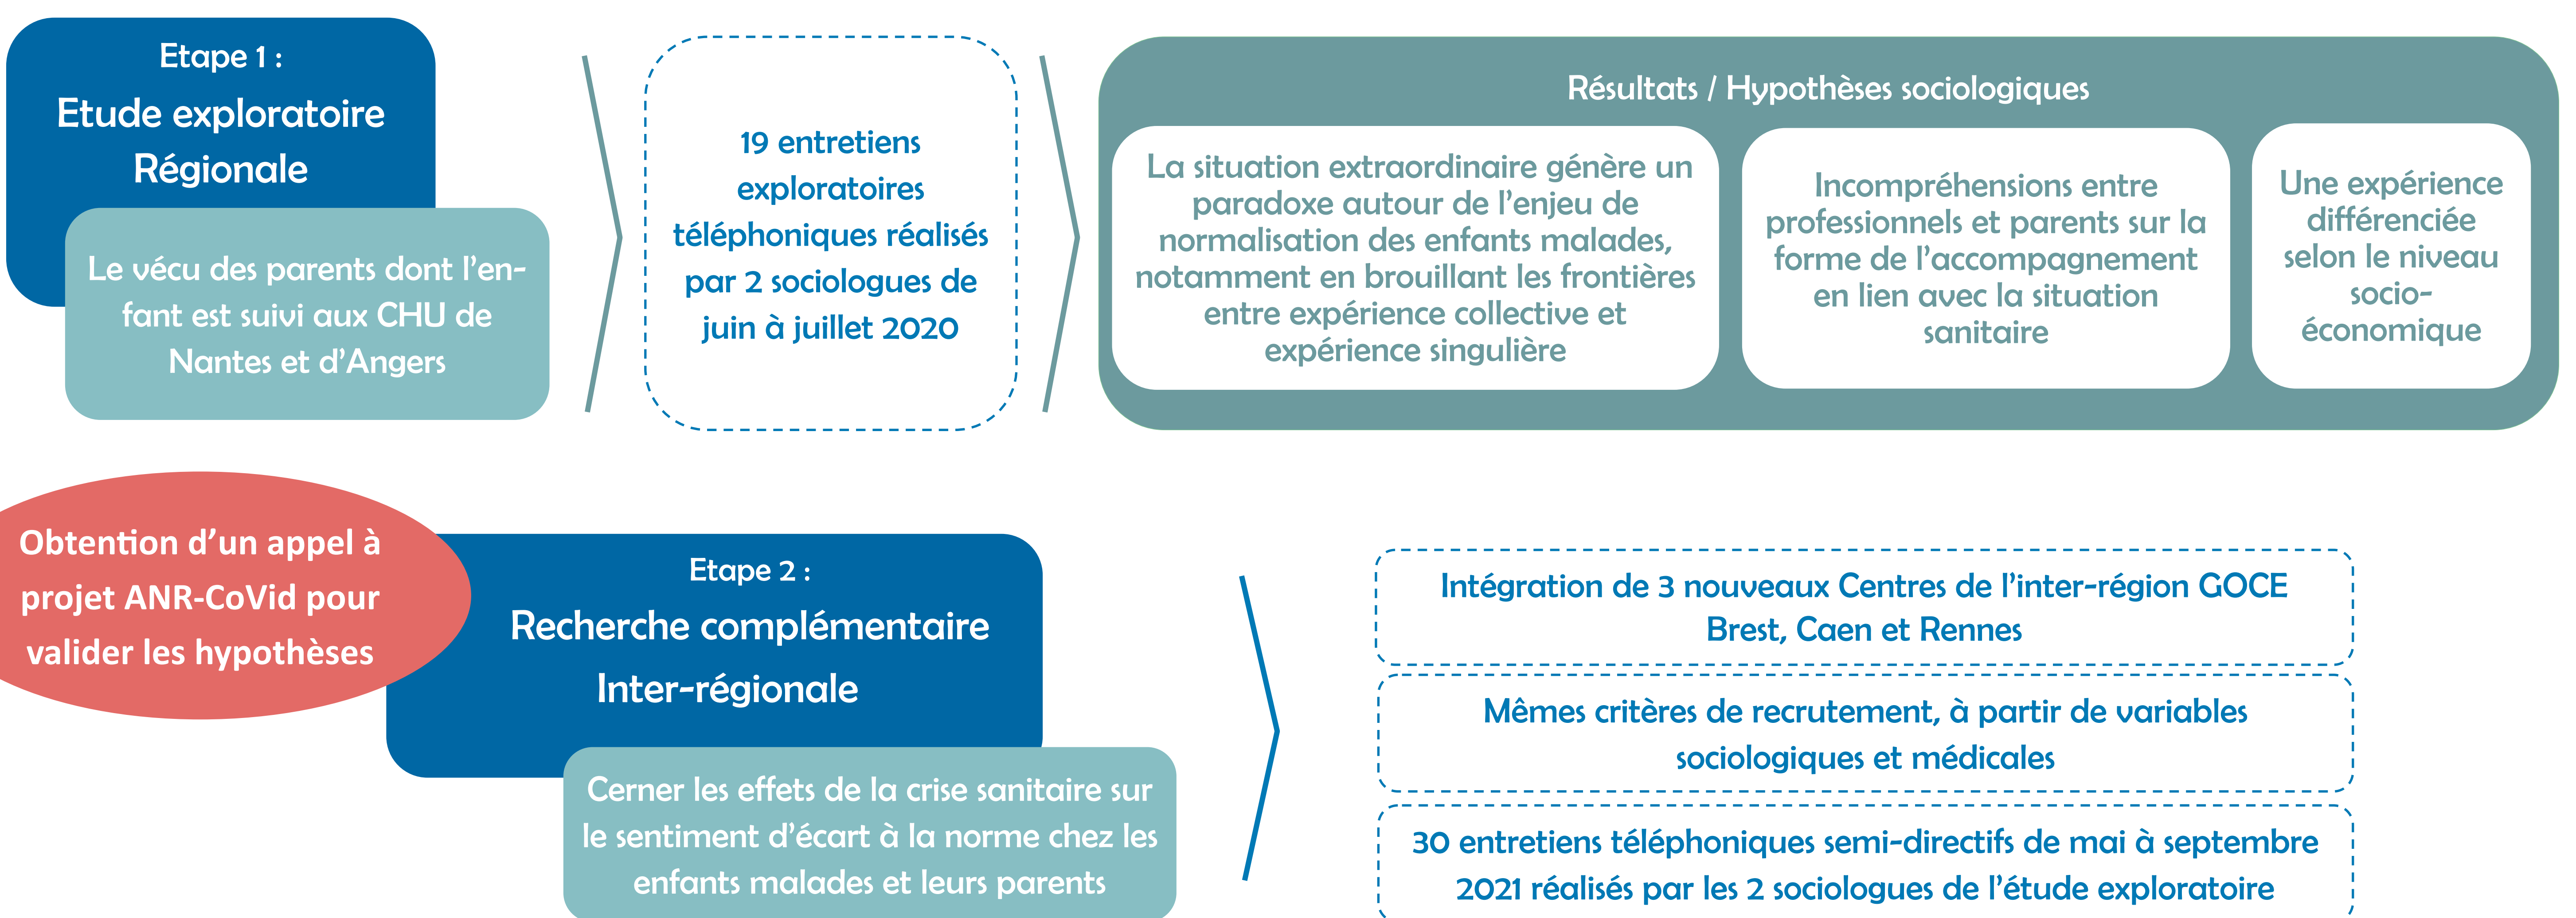 Etape 1 :
Etude exploratoire
Régionale
Le vécu des parents dont l'en-
fant est suivi aux CHU de
Nantes et d'Angers
19 entretiens
exploratoires
téléphoniques réalisés
par 2 sociologues de
juin à juillet 2020
Résultats / Hypothèses sociologiques
La situation extraordinaire génère un
paradoxe autour de l'enjeu de
normalisation des enfants malades,
notamment en brouillant les frontières
entre expérience collective et
expérience singulière
Incompréhensions entre
professionnels et parents sur la
forme de l'accompagnement
en lien avec la situation
sanitaire
Une expérience
différenciée
selon le niveau
socio-
économique
Obtention d'un appel à
projet ANR-CoVid pour
valider les hypothèses
Etape 2 :
Recherche complémentaire
Inter-régionale
Cerner les effets de la crise sanitaire sur
le sentiment d'écart à la norme chez les
enfants malades et leurs parents
Intégration de 3 nouveaux Centres de l'inter-région GOCE
Brest, Caen et Rennes
Mêmes critères de recrutement, à partir de variables
sociologiques et médicales
30 entretiens téléphoniques semi-directifs de mai à septembre
2021 réalisés par les 2 sociologues de l'étude exploratoire